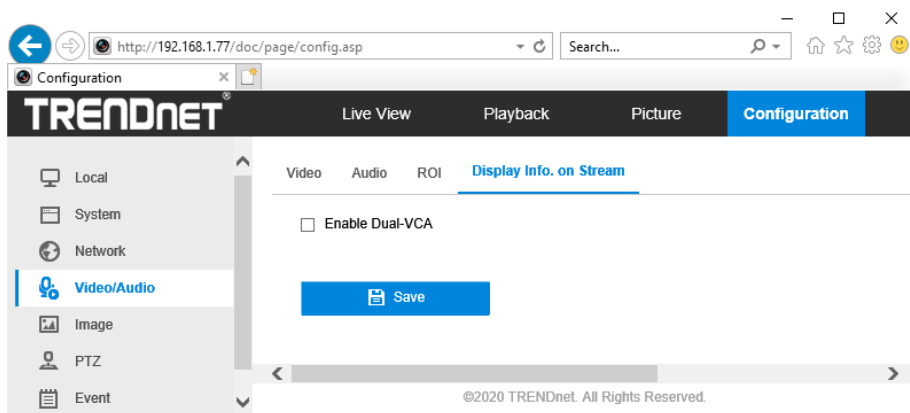 http://192.168.1.77/doc/page/config.asp
Search...
Configuration
TRENDNET®
Live View
Playback
Picture
Configuration
Local
System
Network
Video/Audio
Image
PTZ
Event
Video
Audio
ROI
Display Info. on Stream
Enable Dual-VCA
Save
©2020 TRENDnet. All Rights Reserved.